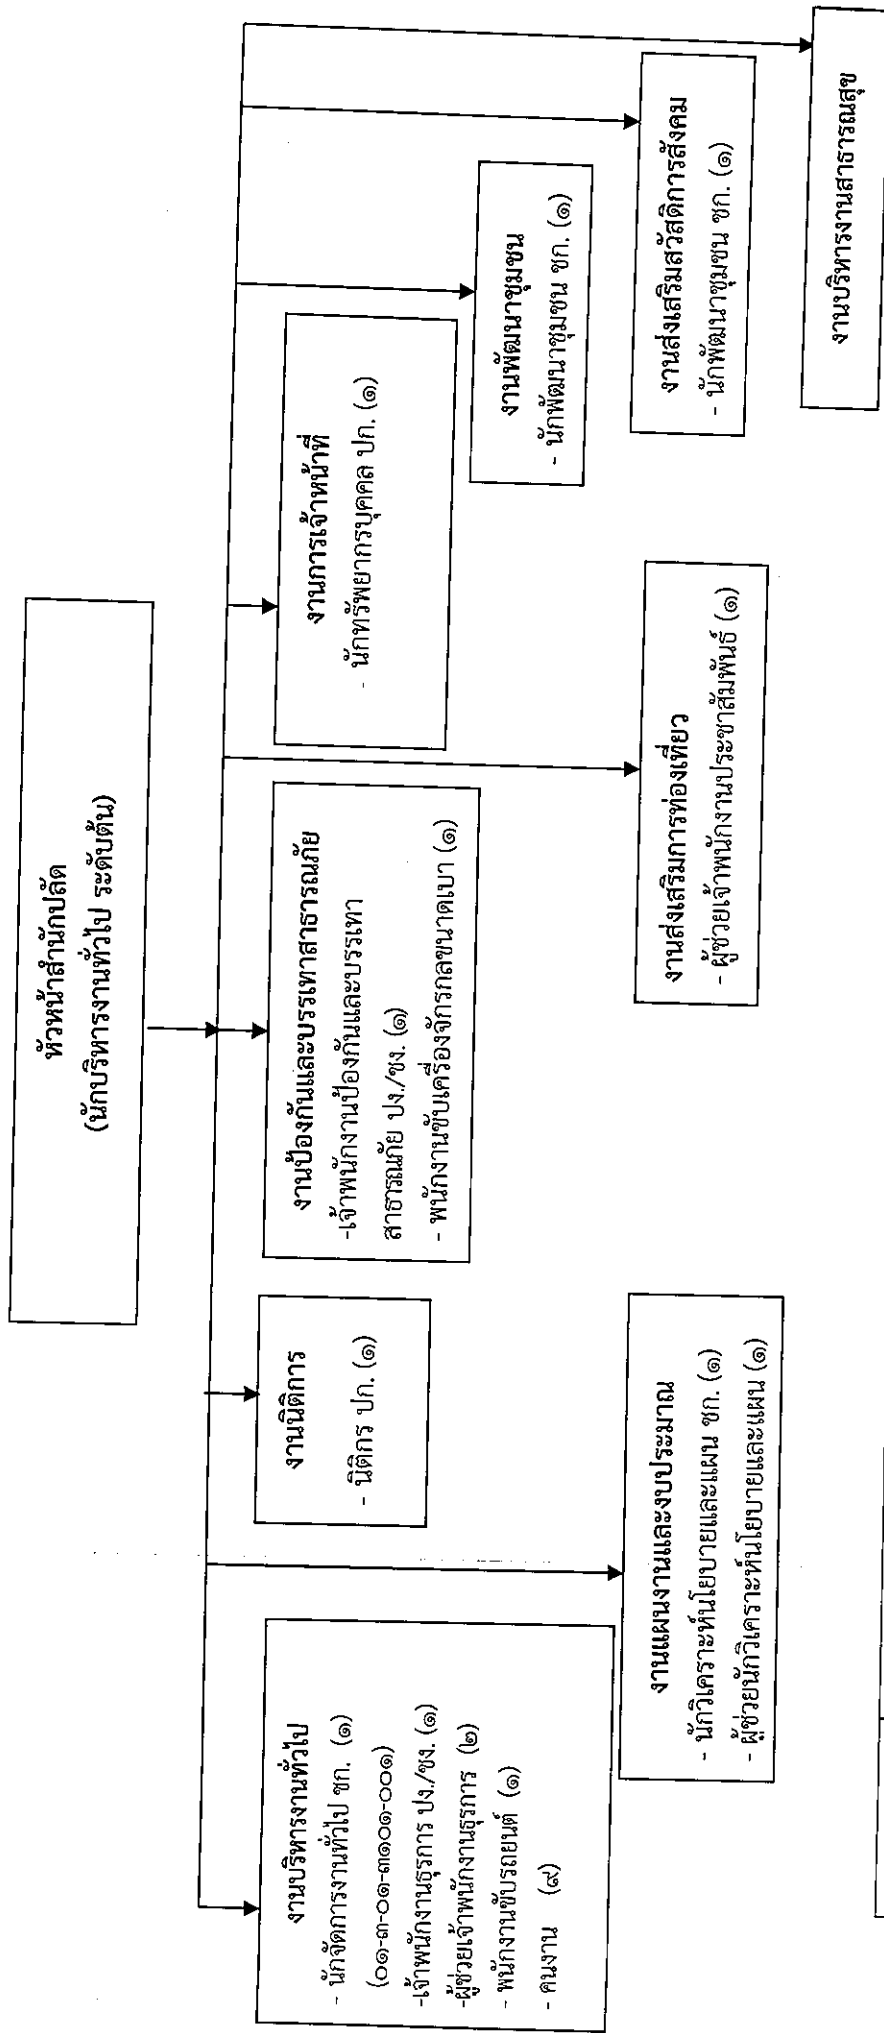 หัวหน้าสำนักปลัด
(นักบริหารงานทั่วไป ระดับต้น)
งานบริหารงานทั่วไป
- นักจัดการงานทั่วไป ชก. (๑)
(๐๑-๓-๐๑-๓๑๐๑-๐๐๑)
-เจ้าพนักงานธุรการ ปง./ชง. (๑)
-ผู้ช่วยเจ้าพนักงานธุรการ (๒)
- พนักงานขับรถยนต์ (๑)
- คนงาน (๙)
งานนิติการ
- นิติกร ปก. (๑)
งานป้องกันและบรรเทาสาธารณภัย
-เจ้าพนักงานป้องกันและบรรเทา
สาธารณภัย ปง./ชง. (๑)
- พนักงานขับเครื่องจักรกลขนาดเบา (๑)
งานการเจ้าหน้าที่
- นักทรัพยากรบุคคล ปก. (๑)
งานพัฒนาชุมชน
- นักพัฒนาชุมชน ชก. (๑)
งานแผนงานและงบประมาณ
- นักวิเคราะห์นโยบายและแผน ชก. (๑)
- ผู้ช่วยนักวิเคราะห์นโยบายและแผน (๑)
งานส่งเสริมการท่องเที่ยว
- ผู้ช่วยเจ้าพนักงานประชาสัมพันธ์ (๑)
งานส่งเสริมสวัสดิการสังคม
- นักพัฒนาชุมชน ชก. (๑)
งานบริหารงานสาธารณสุข